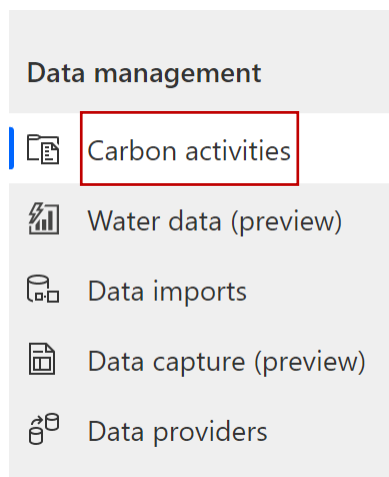 Data management
Carbon activities
Water data (preview)
Data imports
Data capture (preview)
Data providers